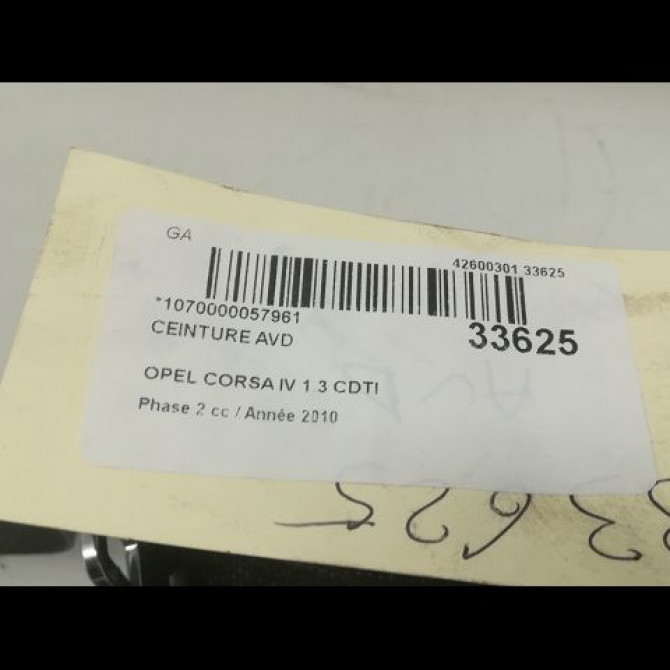 GA
42600301 33625
*1070000057961
33625
CEINTURE AVD
OPEL CORSA IV 1 3 CDTI
Phase 2 cc / Année 2010
33625